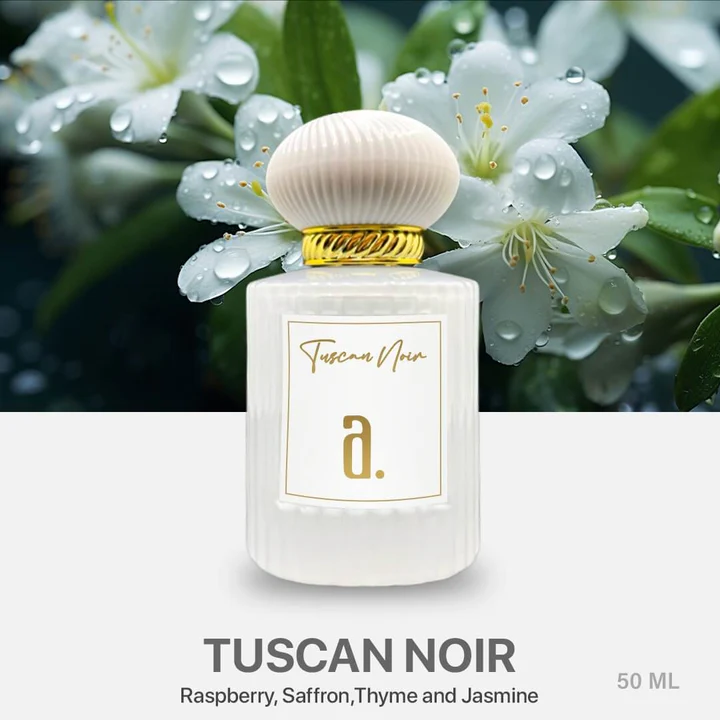 Tuscan Noir
a.
TUSCAN NOIR
Raspberry, Saffron,Thyme and Jasmine
50 ML